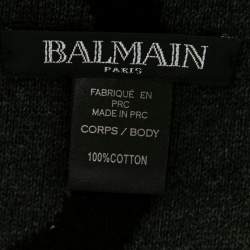 BALMAIN
PARIS
FABRIQUÉ EN
PRC
MADE IN PRC
CORPS / BODY
100%COTTON